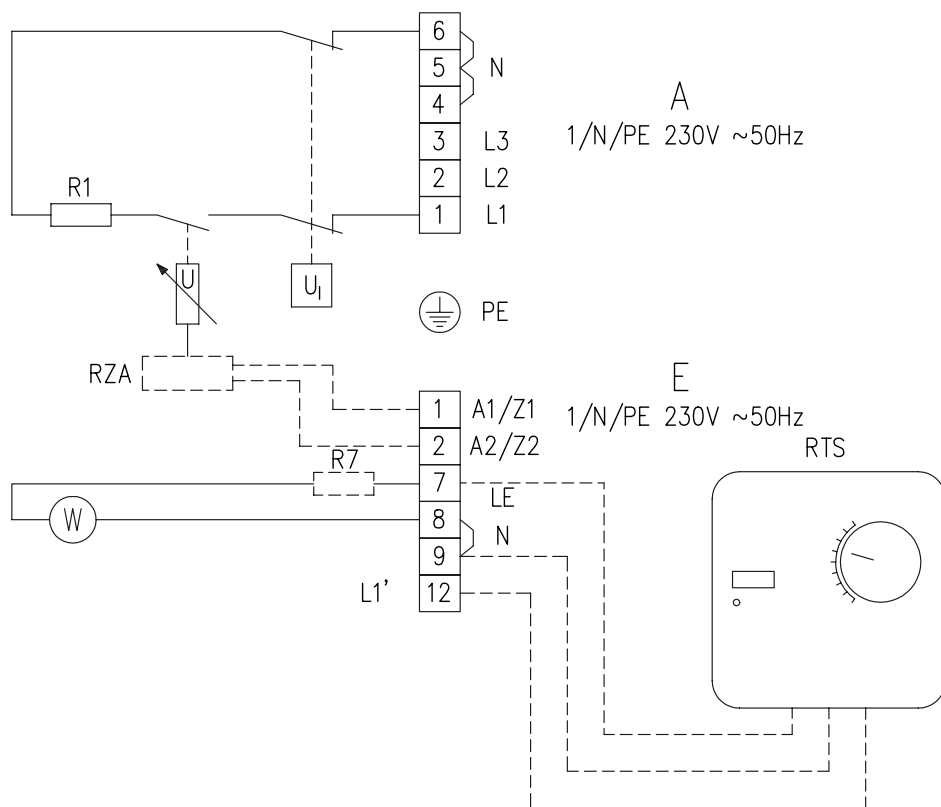 6
5 N
4
A
3 L3
1/N/PE 230V ~50Hz
2 L2
R1
1 L1
U
UI
PE
RZA
E
1 A1/Z1
1/N/PE 230V ~50Hz
2 A2/Z2
RTS
R7
7
LE
W
8
N
9
L1' 12